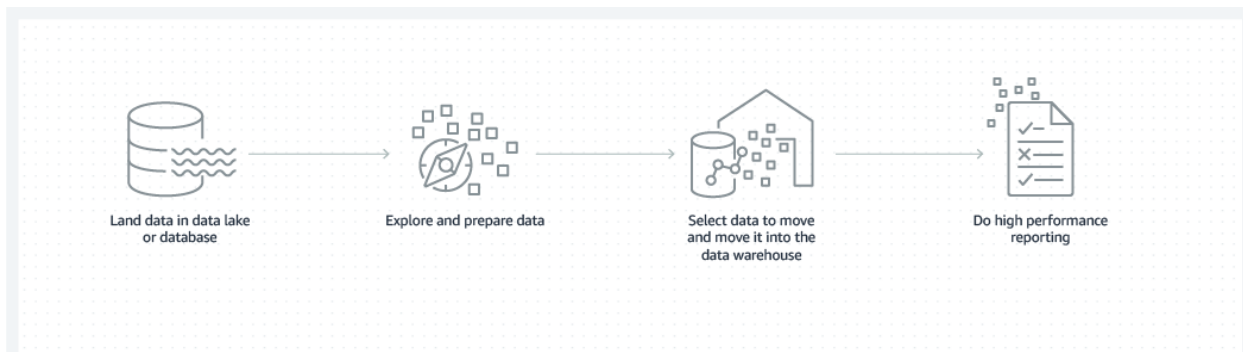 Land data in data lake
or database
Explore and prepare data
Select data to move
and move it into the
data warehouse
Do high performance
reporting